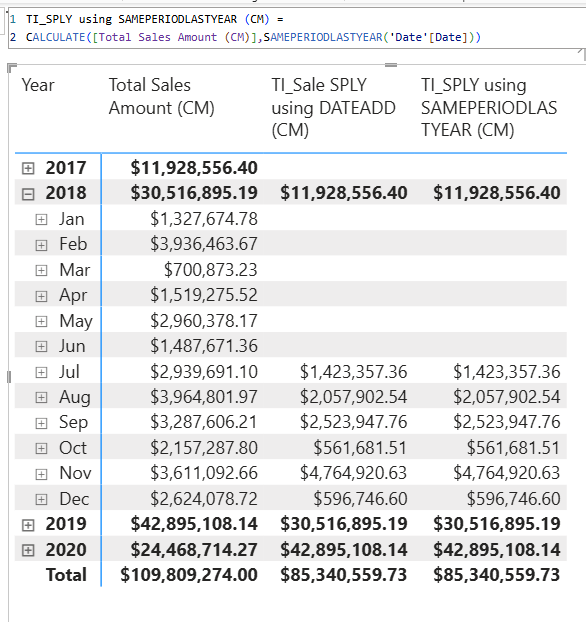 1 TI_SPLY using SAMEPERIODLASTYEAR (CM) =
2 CALCULATE([Total Sales Amount (CM)],SAMEPERIODLASTYEAR('Date'[Date]))
Year Total Sales Amount (CM) TI_Sale SPLY using DATEADD (CM) TI_SPLY using SAMEPERIODLASTYEAR (CM)
2017 $11,928,556.40
2018 $30,516,895.19 $11,928,556.40 $11,928,556.40
Jan $1,327,674.78
Feb $3,936,463.67
Mar $700,873.23
Apr $1,519,275.52
May $2,960,378.17
Jun $1,487,671.36
Jul $2,939,691.10 $1,423,357.36 $1,423,357.36
Aug $3,964,801.97 $2,057,902.54 $2,057,902.54
Sep $3,287,606.21 $2,523,947.76 $2,523,947.76
Oct $2,157,287.80 $561,681.51 $561,681.51
Nov $3,611,092.66 $4,764,920.63 $4,764,920.63
Dec $2,624,078.72 $596,746.60 $596,746.60
2019 $42,895,108.14 $30,516,895.19 $30,516,895.19
2020 $24,468,714.27 $42,895,108.14 $42,895,108.14
Total $109,809,274.00 $85,340,559.73 $85,340,559.73